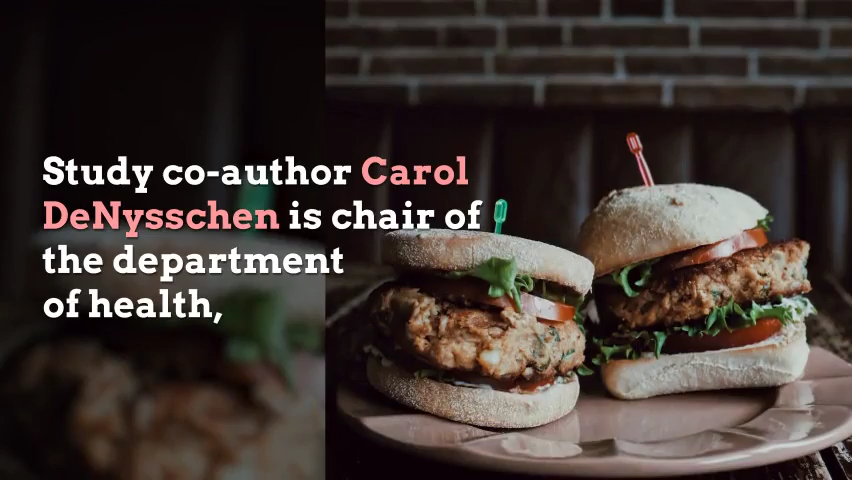 Study co-author Carol
DeNysschen is chair of
the department
of health,